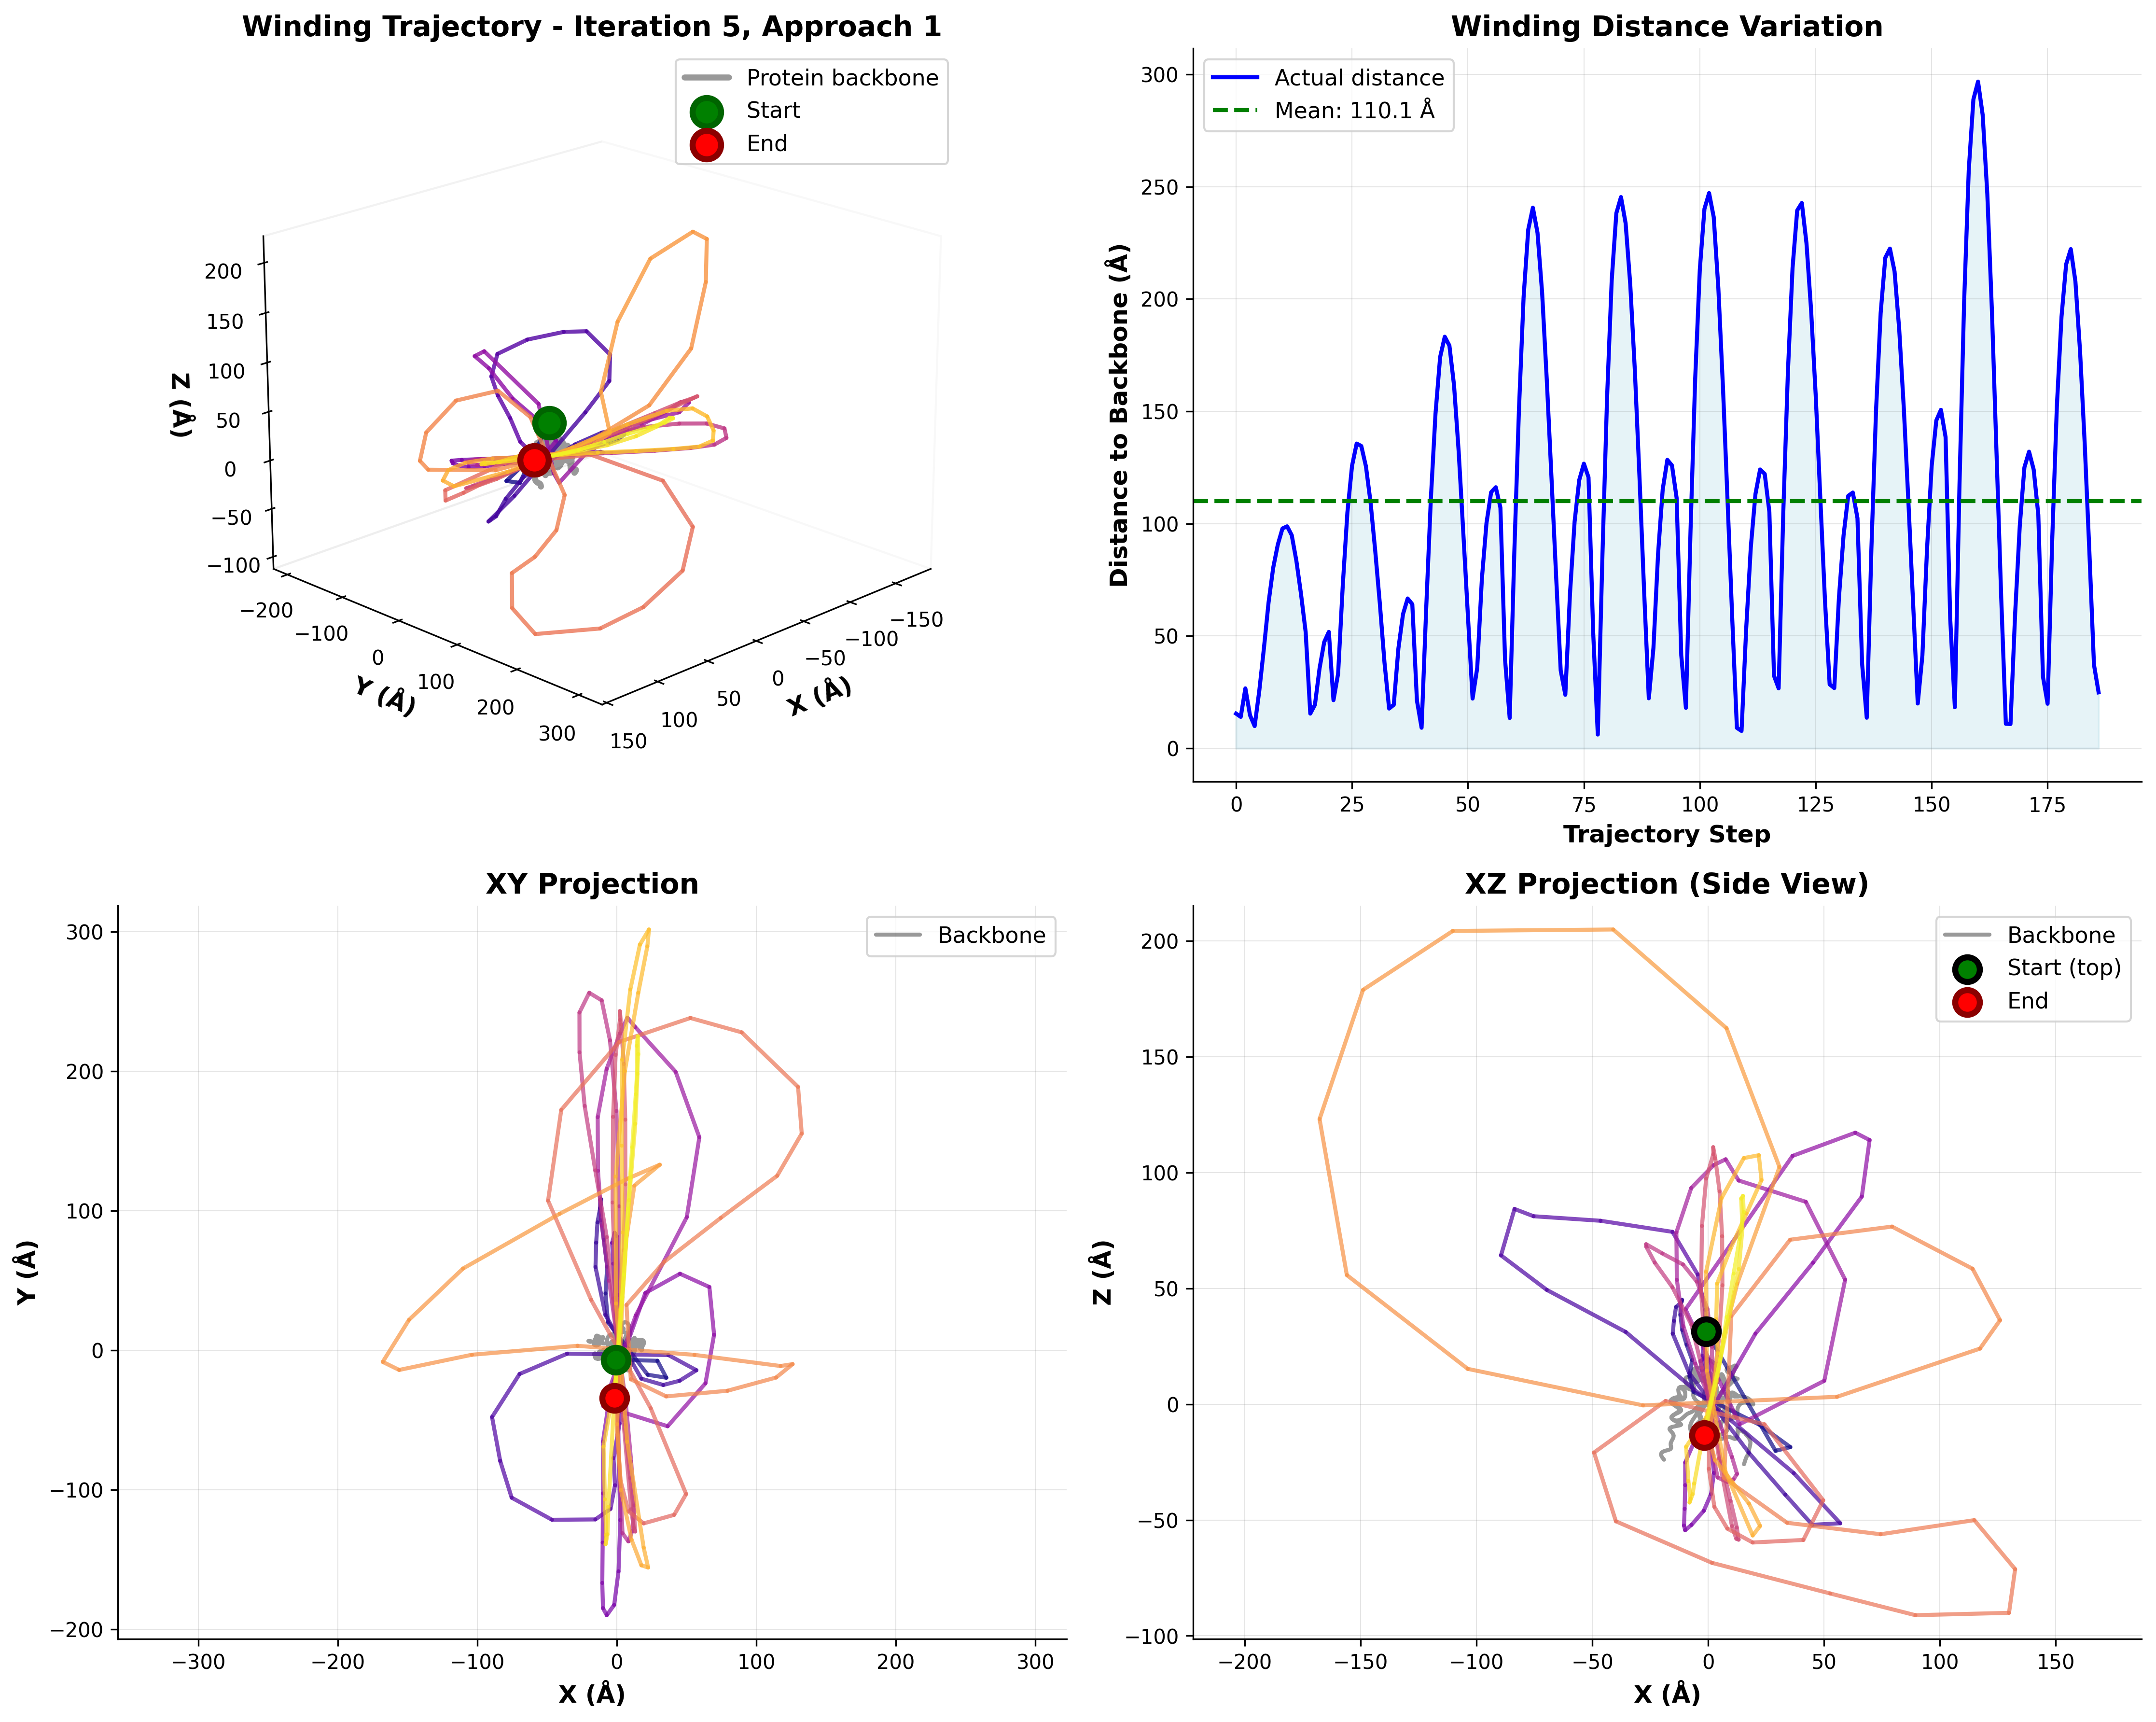 Winding Trajectory - Iteration 5, Approach 1
Protein backbone
Start
End
200
150
100
50
0
−50
−100
Z (Å)
−200
−100
0
100
200
300
Y (Å)
150
100
50
0
−50
−100
−150
X (Å)
Winding Distance Variation
Actual distance
Mean: 110.1 Å
300
250
200
150
100
50
0
Distance to Backbone (Å)
0 25 50 75 100 125 150 175
Trajectory Step
XY Projection
Backbone
300
200
100
0
−100
−200
Y (Å)
−300 −200 −100 0 100 200 300
X (Å)
XZ Projection (Side View)
Backbone
Start (top)
End
200
150
100
50
0
−50
−100
Z (Å)
−200 −150 −100 −50 0 50 100 150
X (Å)